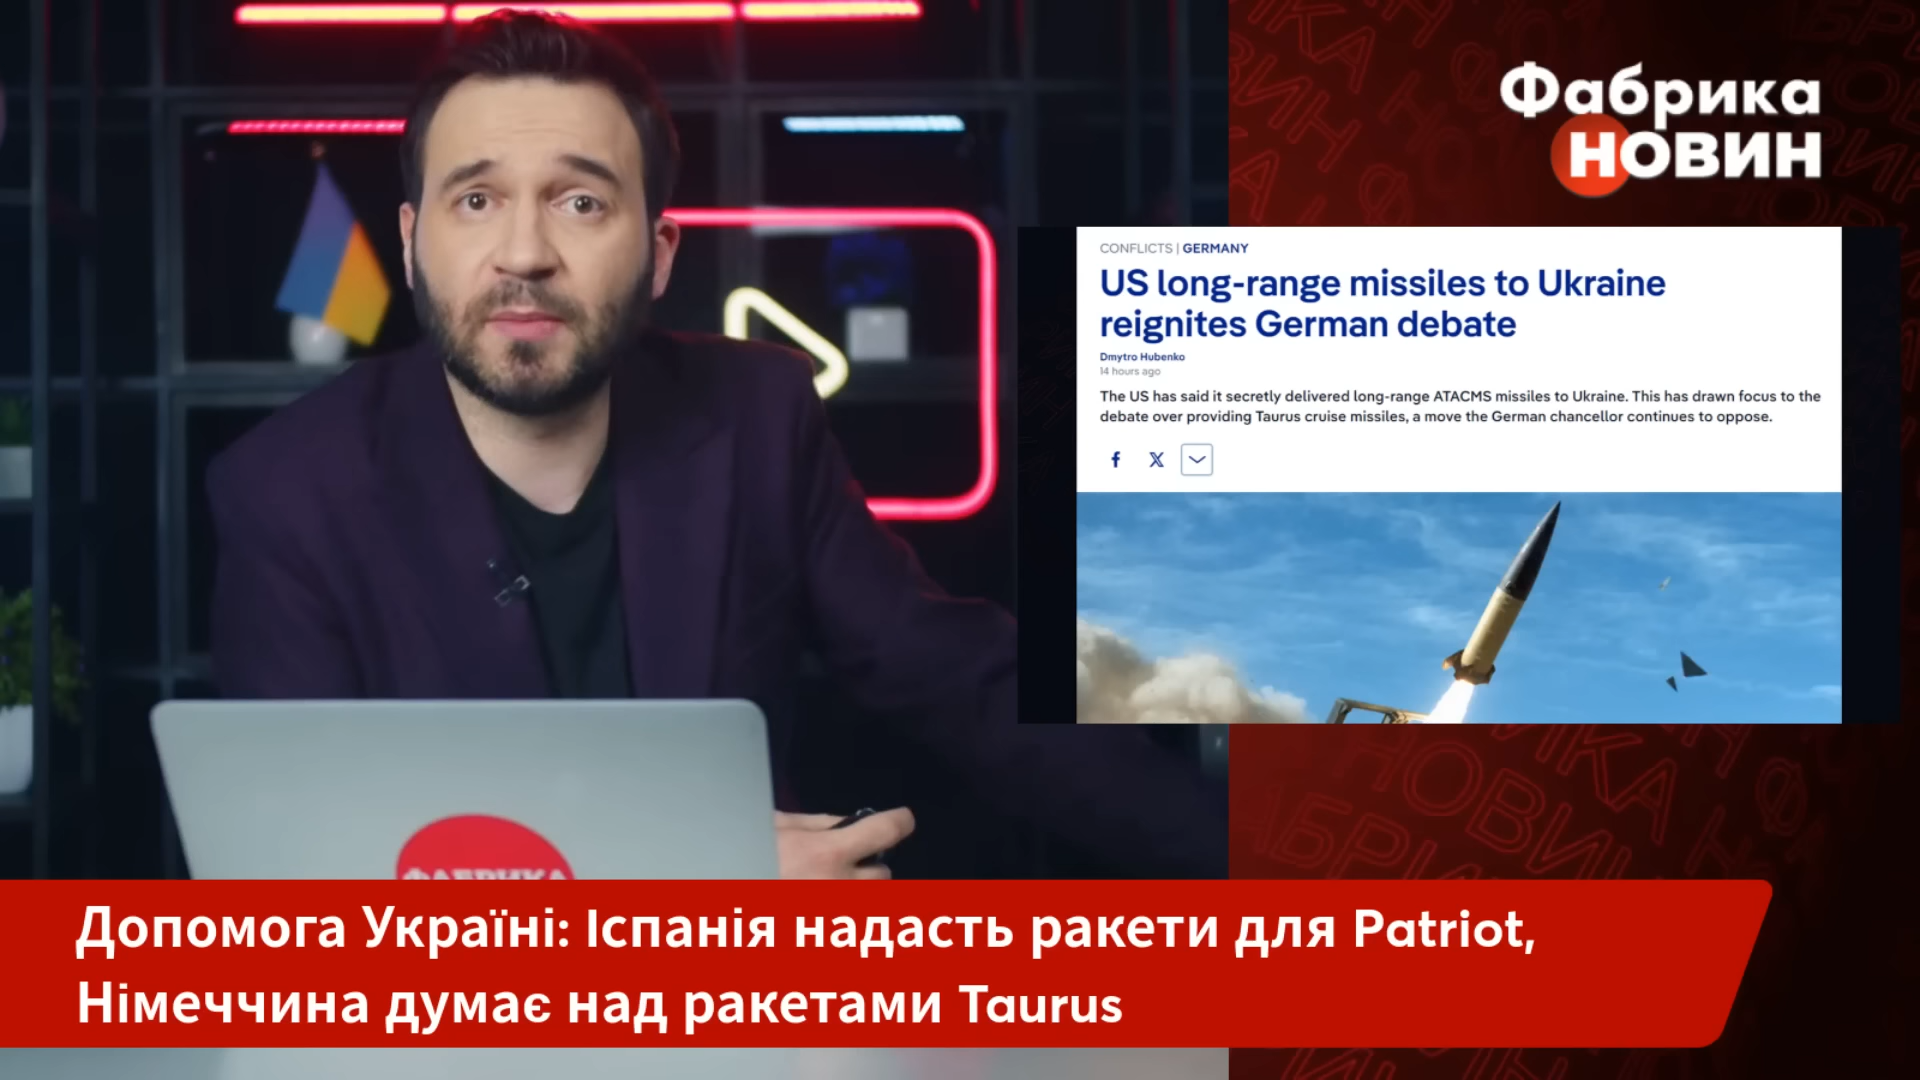 Фабрика
НОВИН
CONFLICTS | GERMANY
US long-range missiles to Ukraine
reignites German debate
Dmytro Hubenko
14 hours ago
The US has said it secretly delivered long-range ATACMS missiles to Ukraine. This has drawn focus to the
debate over providing Taurus cruise missiles, a move the German chancellor continues to oppose.
ФАБРИКА
Допомога Україні: Іспанія надасть ракети для Patriot,
Німеччина думає над ракетами Taurus